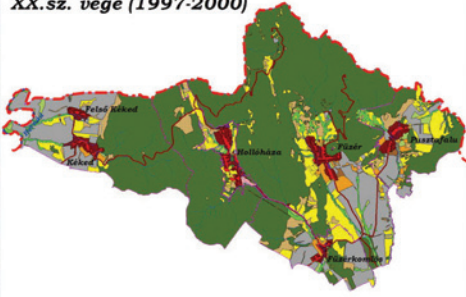 XX.sz. vége (1997-2000)
Felső Kéked
Kéked
Hollóháza
Füzér
Pusztafalu
Füzérkomlós